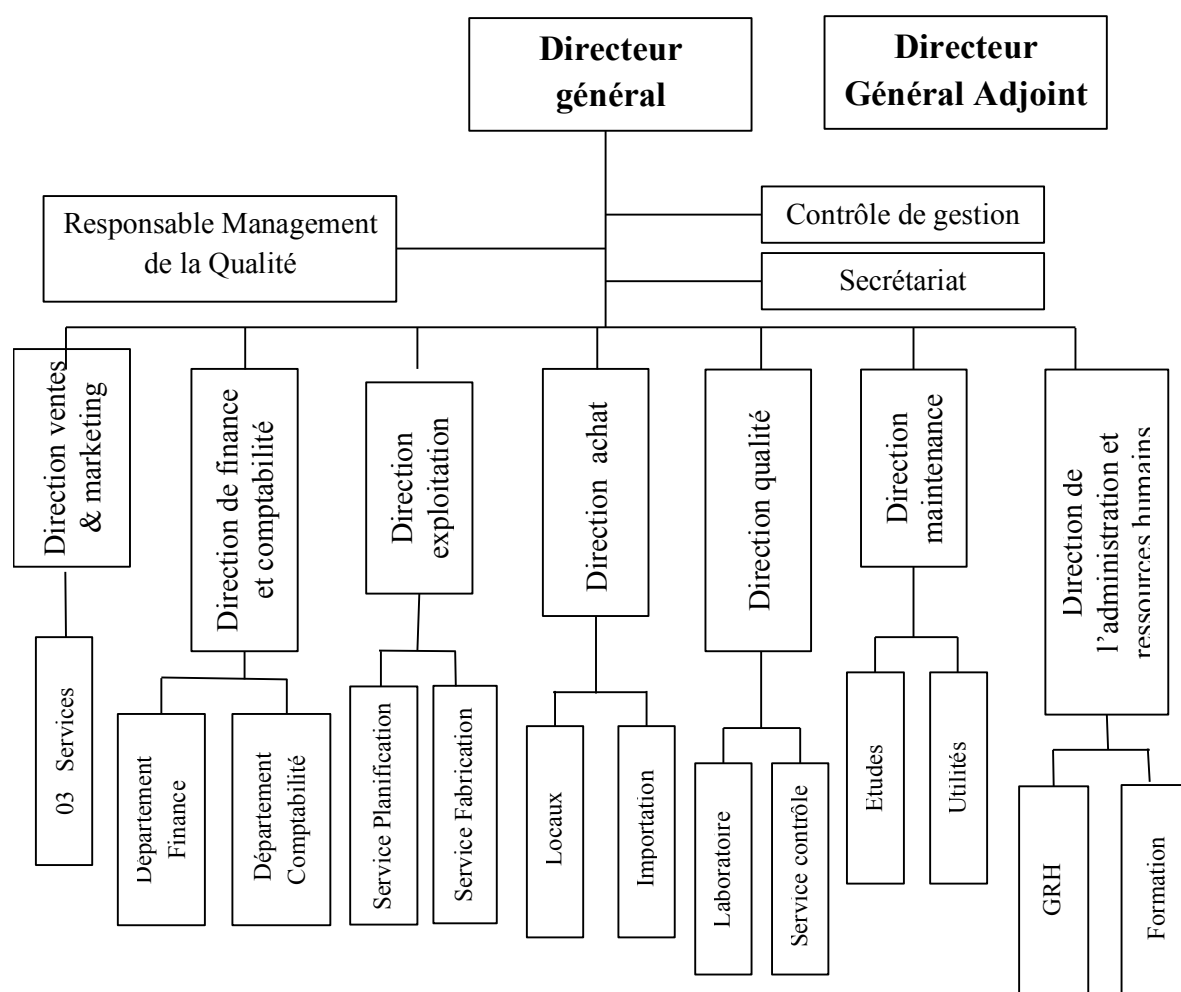 Directeur
général
Directeur
Général Adjoint
Responsable Management
de la Qualité
Contrôle de gestion
Secrétariat
Direction ventes
& marketing
Direction de finance
et comptabilité
Direction
exploitation
Direction achat
Direction qualité
Direction
maintenance
Direction de
l’administration et
ressources humains
03 Services
Département
Finance
Département
Comptabilité
Service Planification
Service Fabrication
Locaux
Importation
Laboratoire
Service contrôle
Etudes
Utilités
GRH
Formation